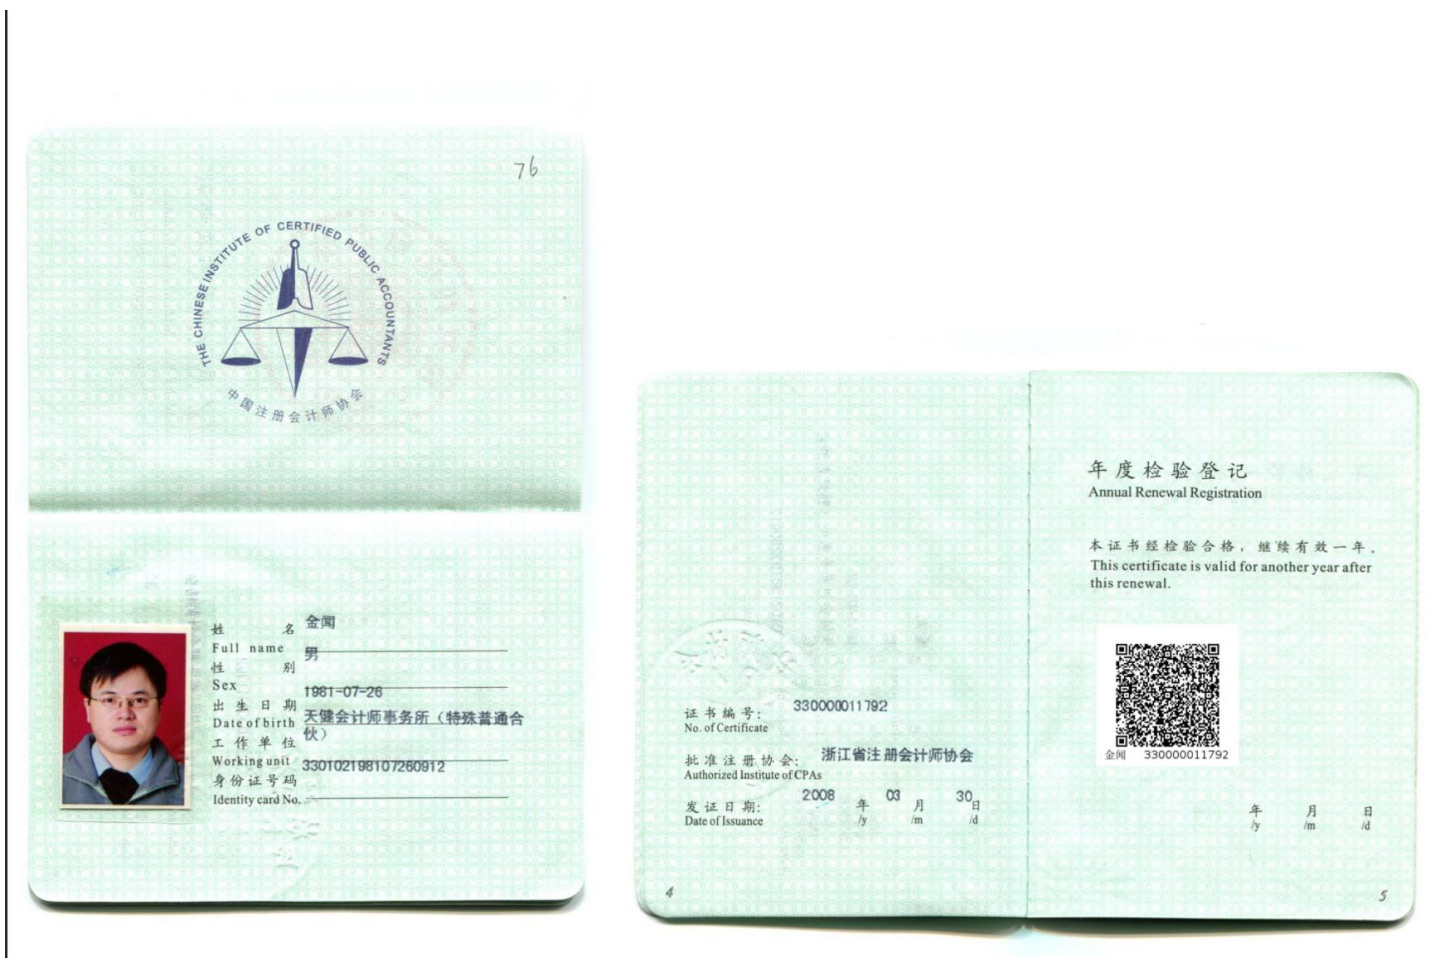 76
THE CHINESE INSTITUTE OF CERTIFIED PUBLIC ACCOUNTANTS
中国注册会计师协会
姓 名 金闻
Full name
性 别 男
Sex
出生日期 1981-07-26
Date of birth
工作单位 天健会计师事务所（特殊普通合
伙）
Working unit
身份证号码 330102198107260912
Identity card No.
证书编号： 330000011792
No. of Certificate
批准注册协会： 浙江省注册会计师协会
Authorized Institute of CPAs
发证日期： 2008 年 03 月 30 日
Date of Issuance /y /m /d
4
年度检验登记
Annual Renewal Registration
本证书经检验合格，继续有效一年。
This certificate is valid for another year after
this renewal.
金闻 330000011792
年 月 日
/y /m /d
5